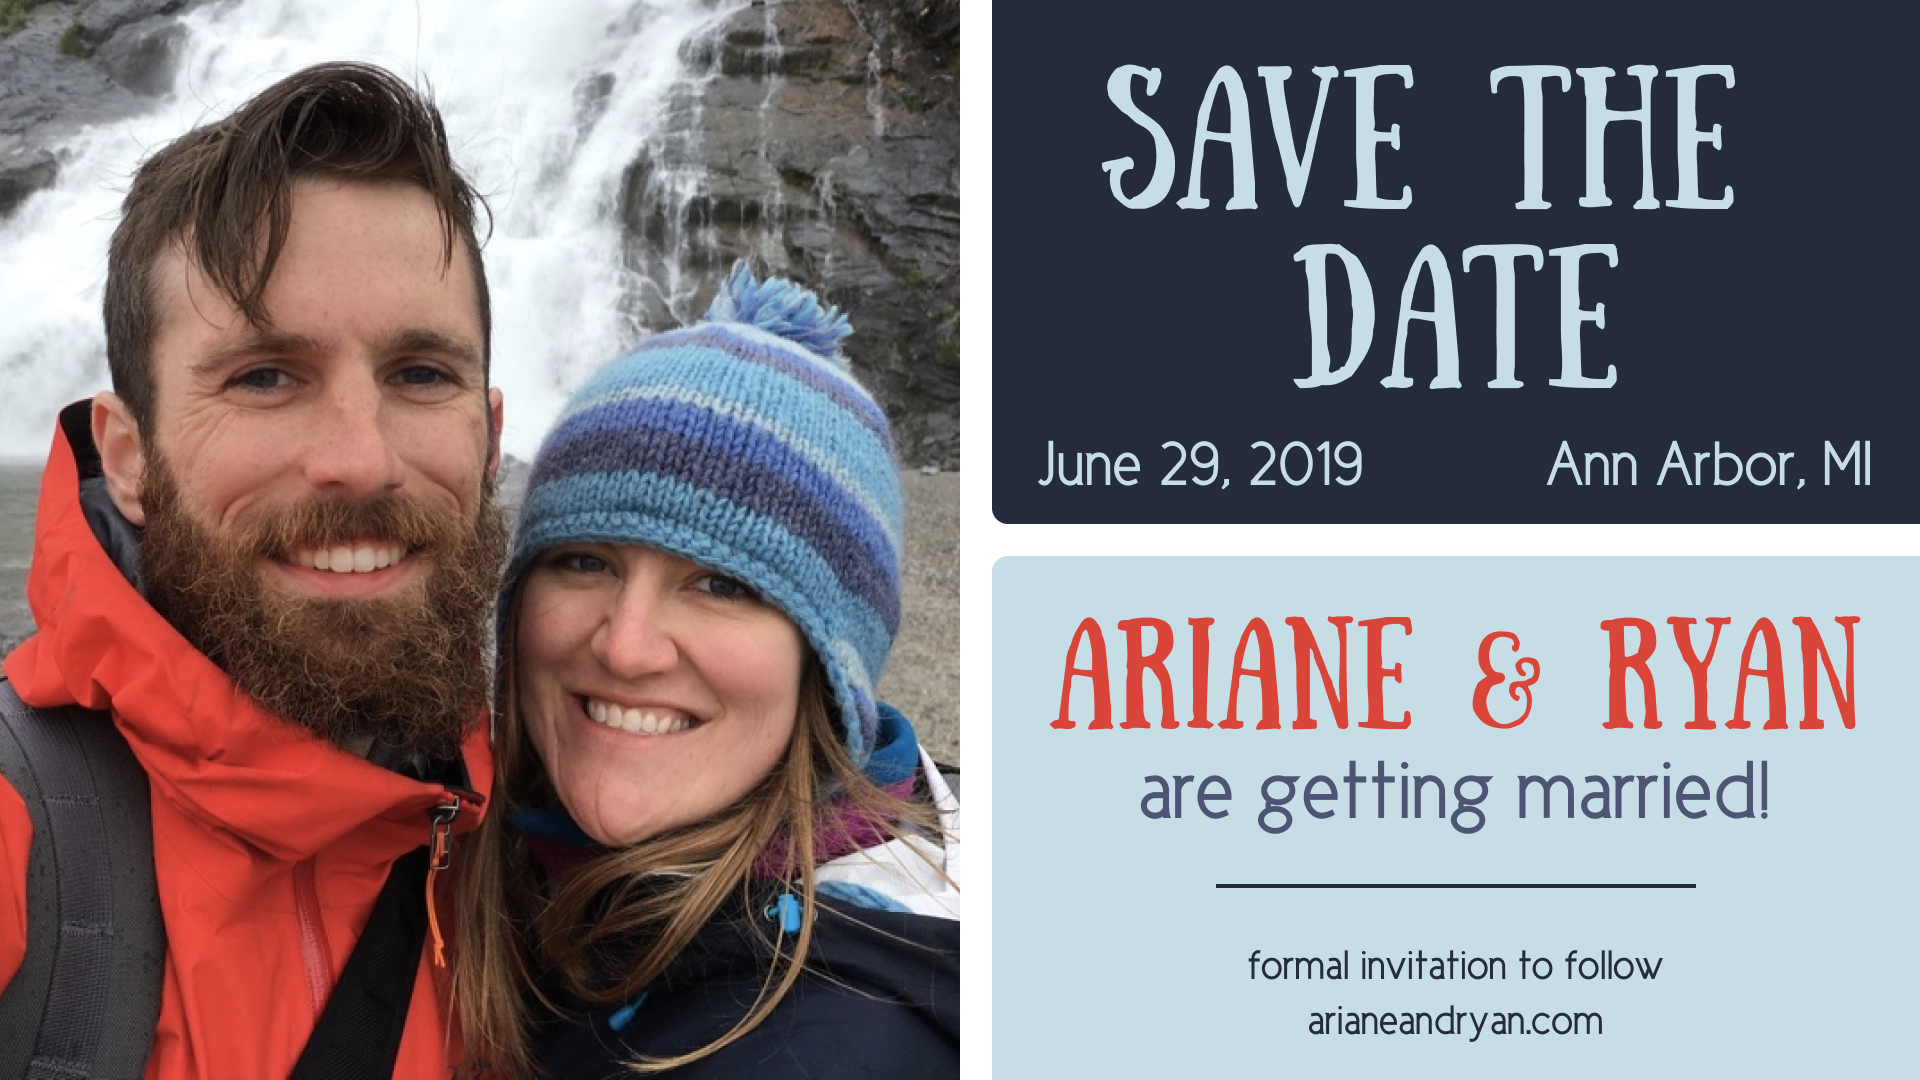 SAVE THE
DATE
June 29, 2019 Ann Arbor, MI
ARIANE & RYAN
are getting married!
formal invitation to follow
arianeandryan.com